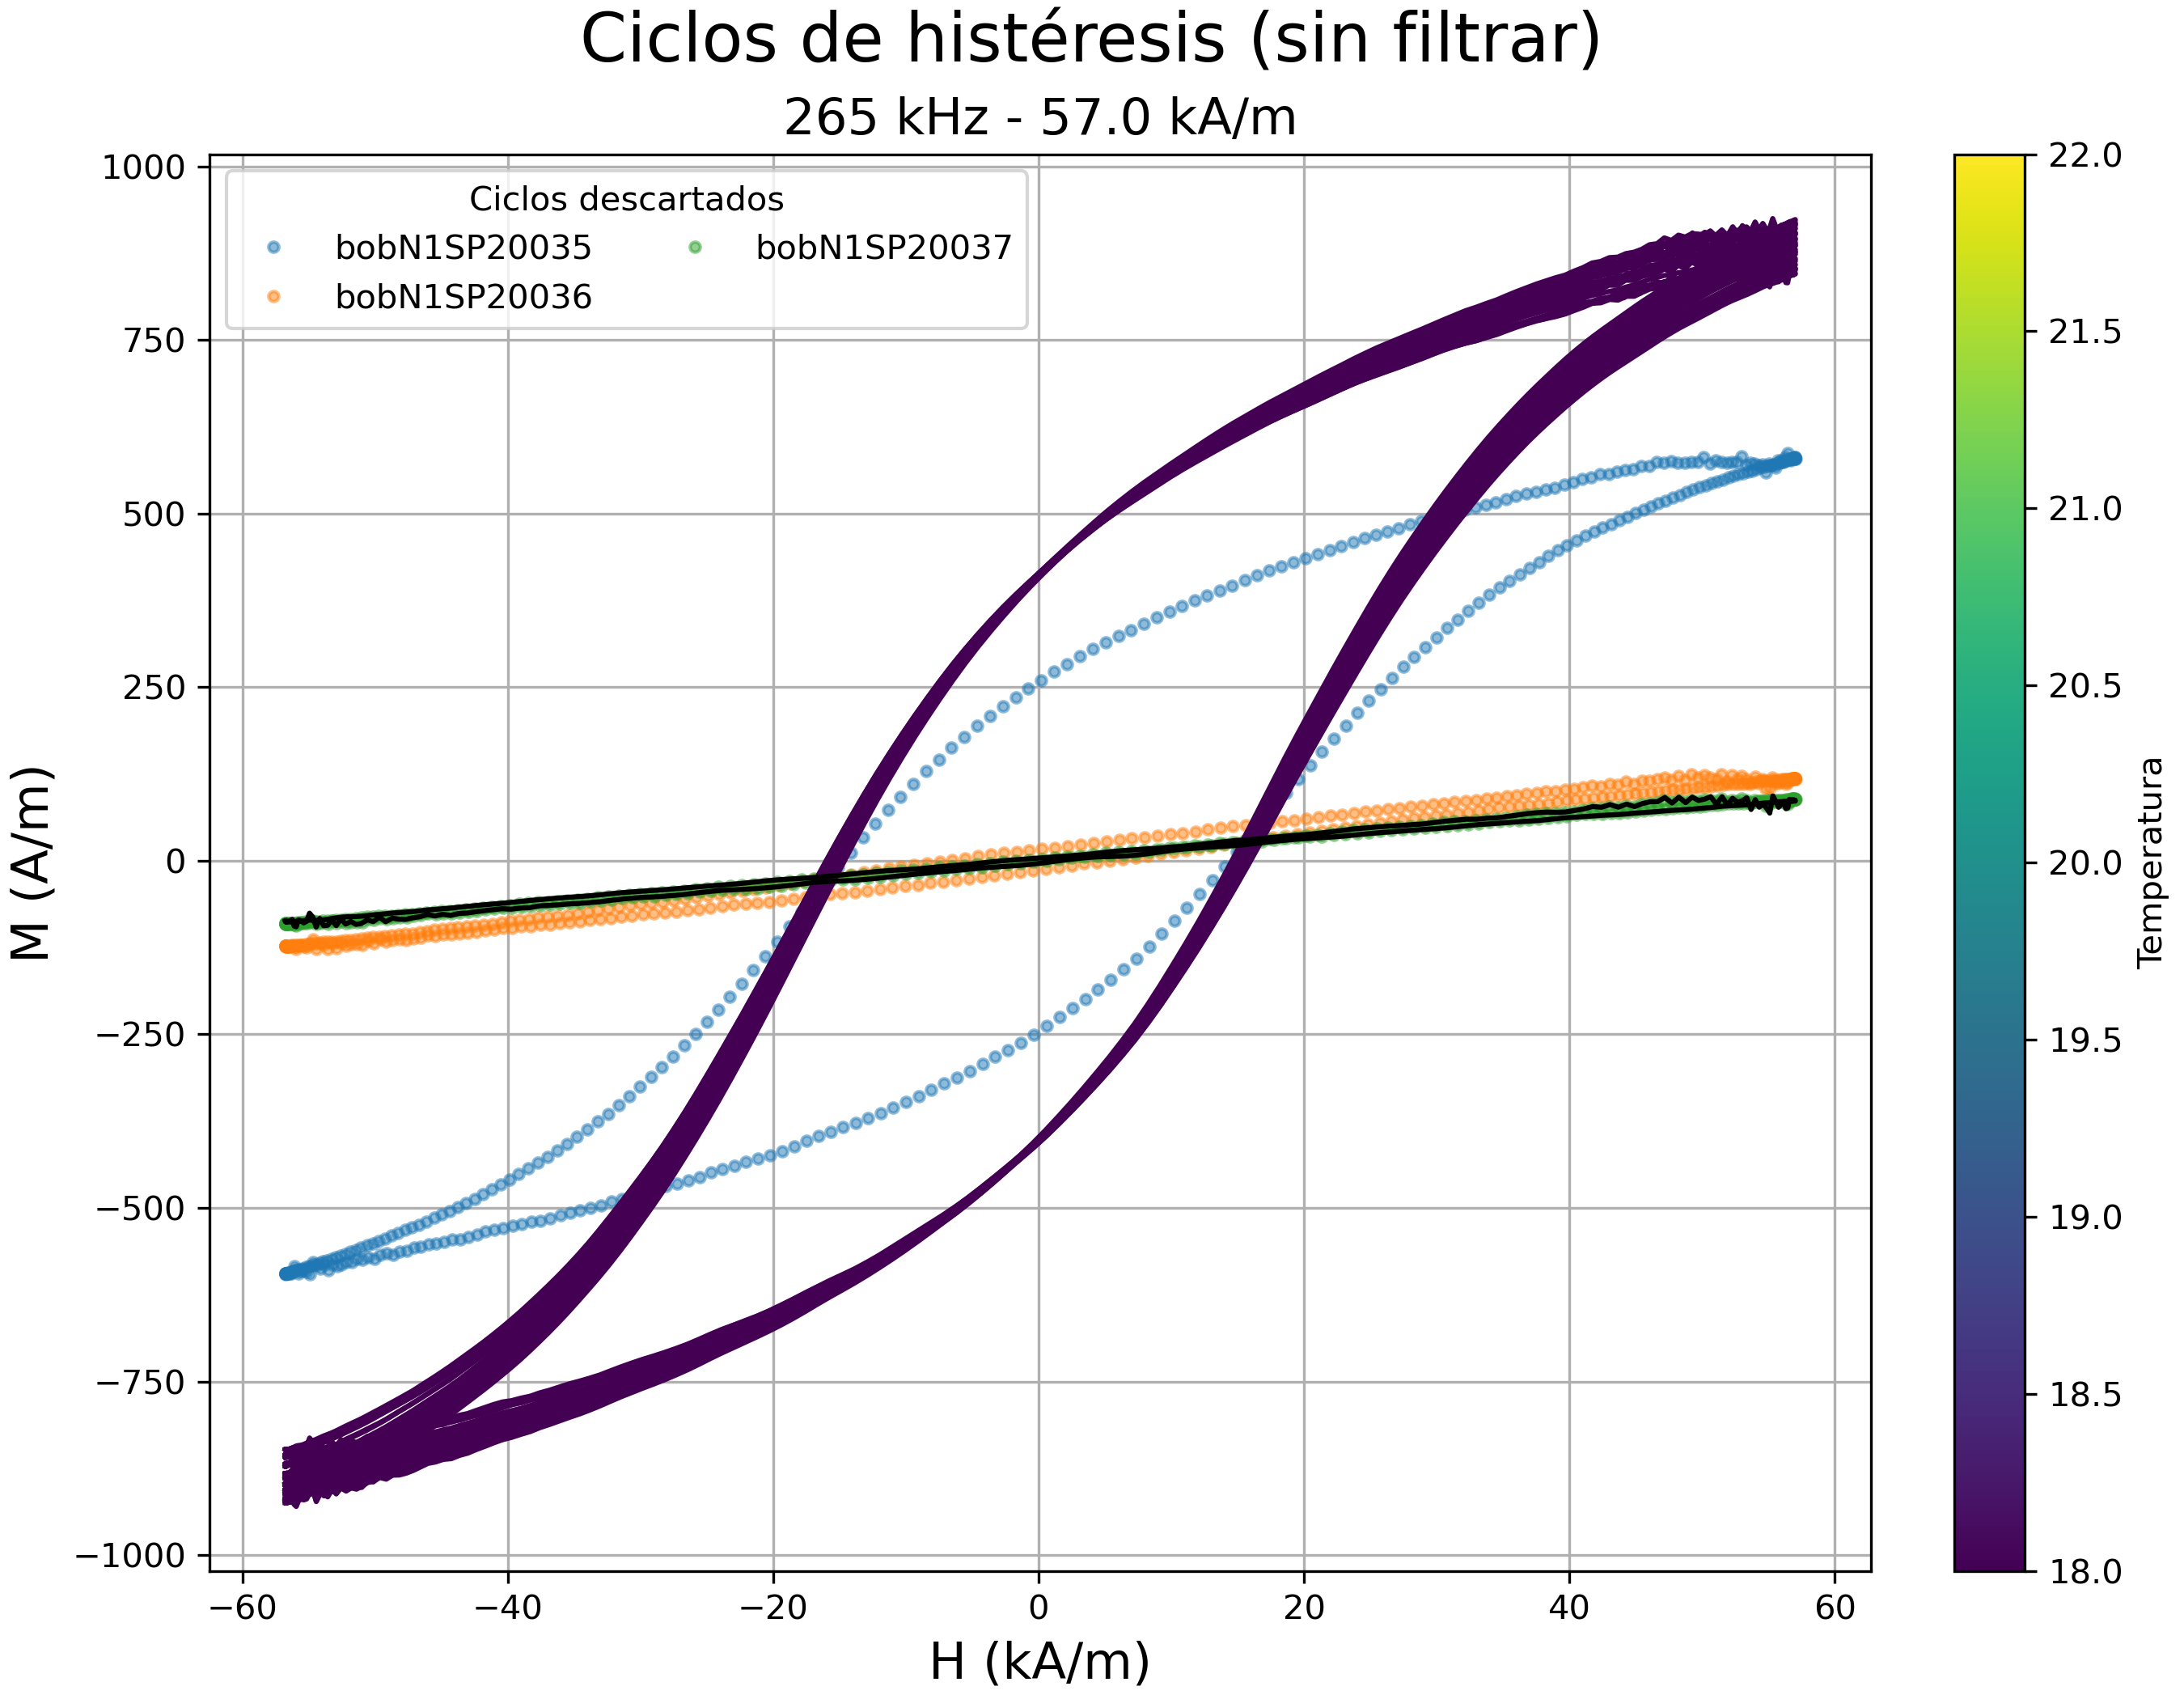 Ciclos de histéresis (sin filtrar)
265 kHz - 57.0 kA/m
Ciclos descartados
bobN1SP20035
bobN1SP20036
bobN1SP20037
1000
750
500
250
0
−250
−500
−750
−1000
M (A/m)
−60 −40 −20 0 20 40 60
H (kA/m)
22.0
21.5
21.0
20.5
20.0
19.5
19.0
18.5
18.0
Temperatura